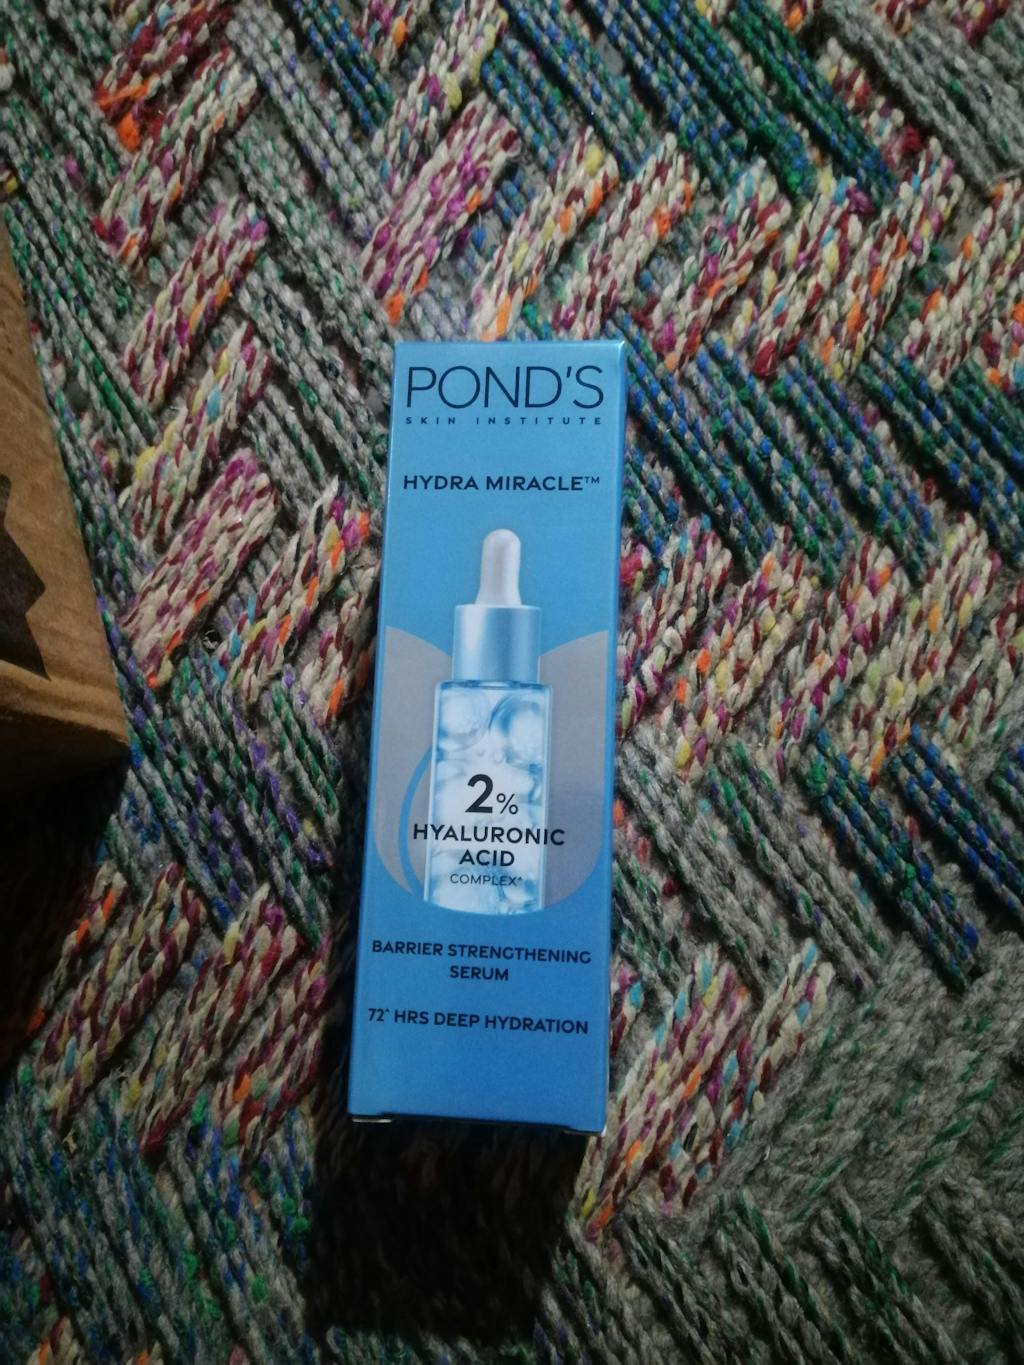 POND'S
SKIN INSTITUTE
HYDRA MIRACLE™
2%
HYALURONIC
ACID
COMPLEX^
BARRIER STRENGTHENING
SERUM
72^ HRS DEEP HYDRATION